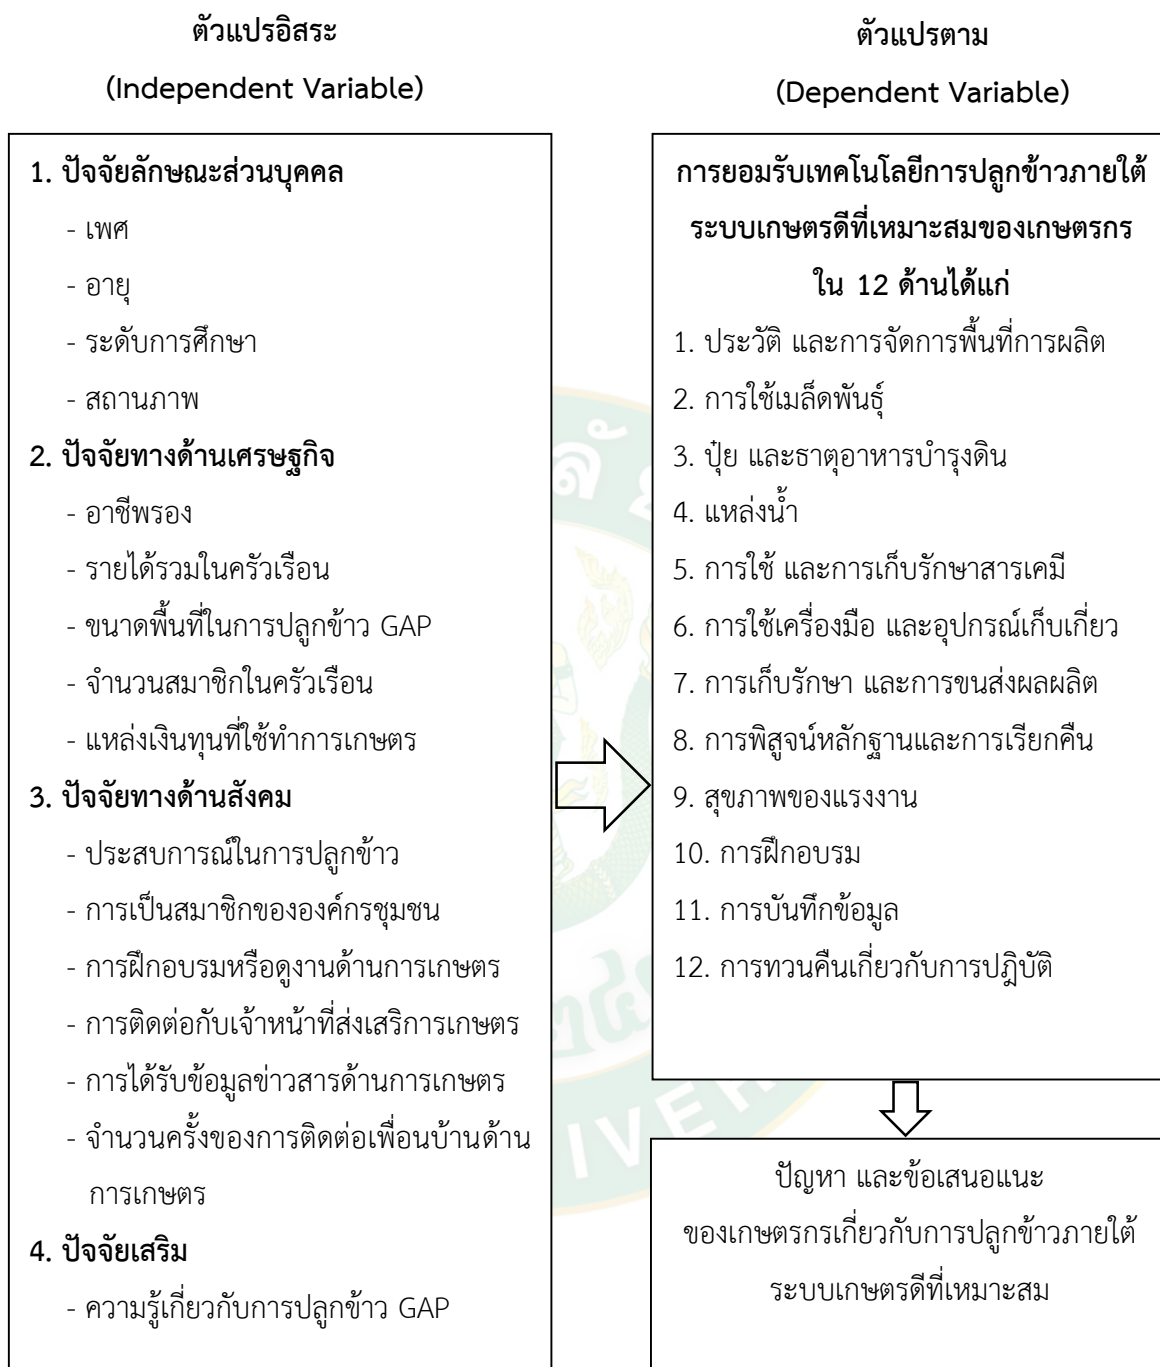 ตัวแปรอิสระ
(Independent Variable)
1. ปัจจัยลักษณะส่วนบุคคล
- เพศ
- อายุ
- ระดับการศึกษา
- สถานภาพ
2. ปัจจัยทางด้านเศรษฐกิจ
- อาชีพรอง
- รายได้รวมในครัวเรือน
- ขนาดพื้นที่ในการปลูกข้าว GAP
- จำนวนสมาชิกในครัวเรือน
- แหล่งเงินทุนที่ใช้ทำการเกษตร
3. ปัจจัยทางด้านสังคม
- ประสบการณ์ในการปลูกข้าว
- การเป็นสมาชิกขององค์กรชุมชน
- การฝึกอบรมหรือดูงานด้านการเกษตร
- การติดต่อกับเจ้าหน้าที่ส่งเสริการเกษตร
- การได้รับข้อมูลข่าวสารด้านการเกษตร
- จำนวนครั้งของการติดต่อเพื่อนบ้านด้าน
การเกษตร
4. ปัจจัยเสริม
- ความรู้เกี่ยวกับการปลูกข้าว GAP
ตัวแปรตาม
(Dependent Variable)
การยอมรับเทคโนโลยีการปลูกข้าวภายใต้
ระบบเกษตรดีที่เหมาะสมของเกษตรกร
ใน 12 ด้านได้แก่
1. ประวัติ และการจัดการพื้นที่การผลิต
2. การใช้เมล็ดพันธุ์
3. ปุ๋ย และธาตุอาหารบำรุงดิน
4. แหล่งน้ำ
5. การใช้ และการเก็บรักษาสารเคมี
6. การใช้เครื่องมือ และอุปกรณ์เก็บเกี่ยว
7. การเก็บรักษา และการขนส่งผลผลิต
8. การพิสูจน์หลักฐานและการเรียกคืน
9. สุขภาพของแรงงาน
10. การฝึกอบรม
11. การบันทึกข้อมูล
12. การทวนคืนเกี่ยวกับการปฎิบัติ
ปัญหา และข้อเสนอแนะ
ของเกษตรกรเกี่ยวกับการปลูกข้าวภายใต้
ระบบเกษตรดีที่เหมาะสม